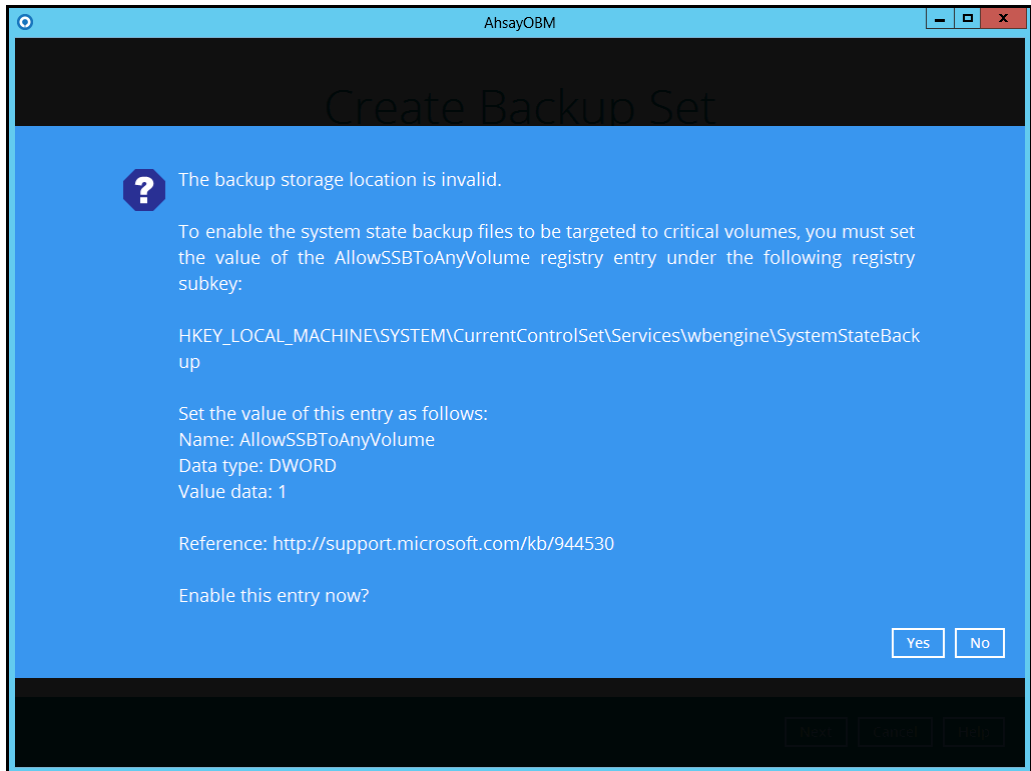 AhsayOBM
Create Backup Set
The backup storage location is invalid.
To enable the system state backup files to be targeted to critical volumes, you must set
the value of the AllowSSBToAnyVolume registry entry under the following registry
subkey:
HKEY_LOCAL_MACHINE\SYSTEM\CurrentControlSet\Services\wbengine\SystemStateBack
up
Set the value of this entry as follows:
Name: AllowSSBToAnyVolume
Data type: DWORD
Value data: 1
Reference: http://support.microsoft.com/kb/944530
Enable this entry now?
Yes No
Next Cancel Help